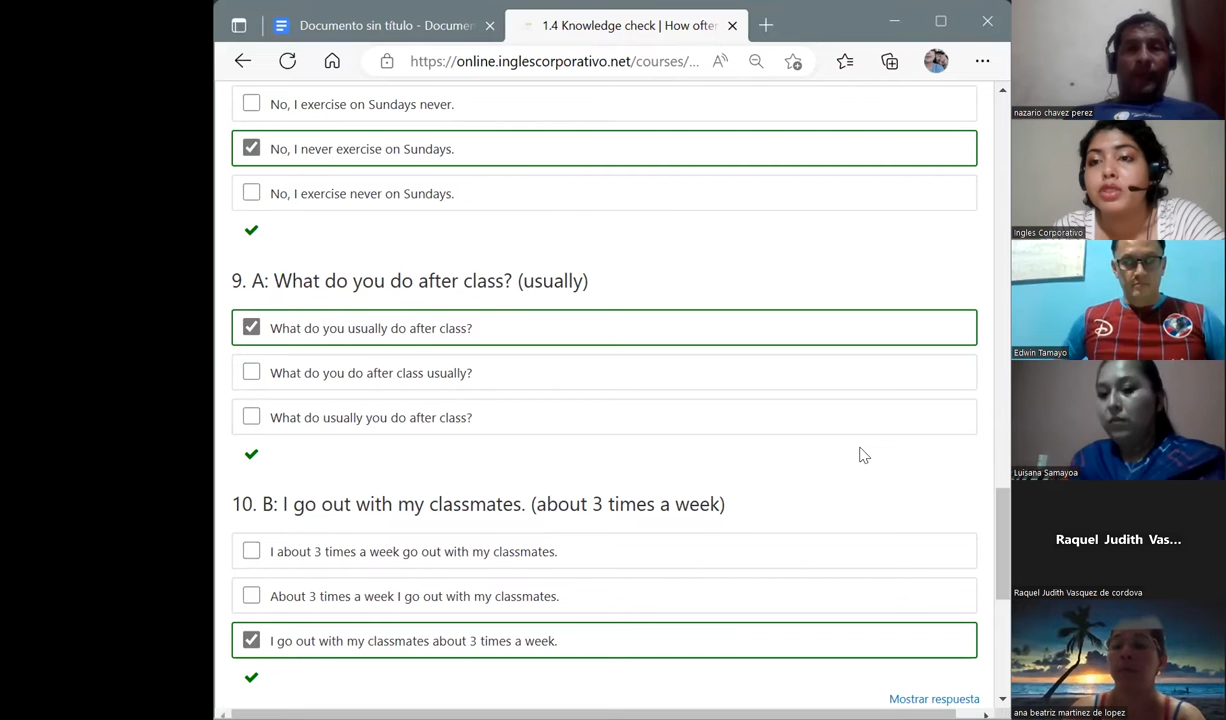 Documento sin título - Documen
1.4 Knowledge check | How often
https://online.inglescorporativo.net/courses/...
No, I exercise on Sundays never.
No, I never exercise on Sundays.
No, I exercise never on Sundays.
9. A: What do you do after class? (usually)
What do you usually do after class?
What do you do after class usually?
What do usually you do after class?
10. B: I go out with my classmates. (about 3 times a week)
I about 3 times a week go out with my classmates.
About 3 times a week I go out with my classmates.
I go out with my classmates about 3 times a week.
Mostrar respuesta
nazario chavez perez
Ingles Corporativo
Edwin Tamayo
Luisana Samayoa
Raquel Judith Vas...
Raquel Judith Vasquez de cordova
ana beatriz martinez de lopez